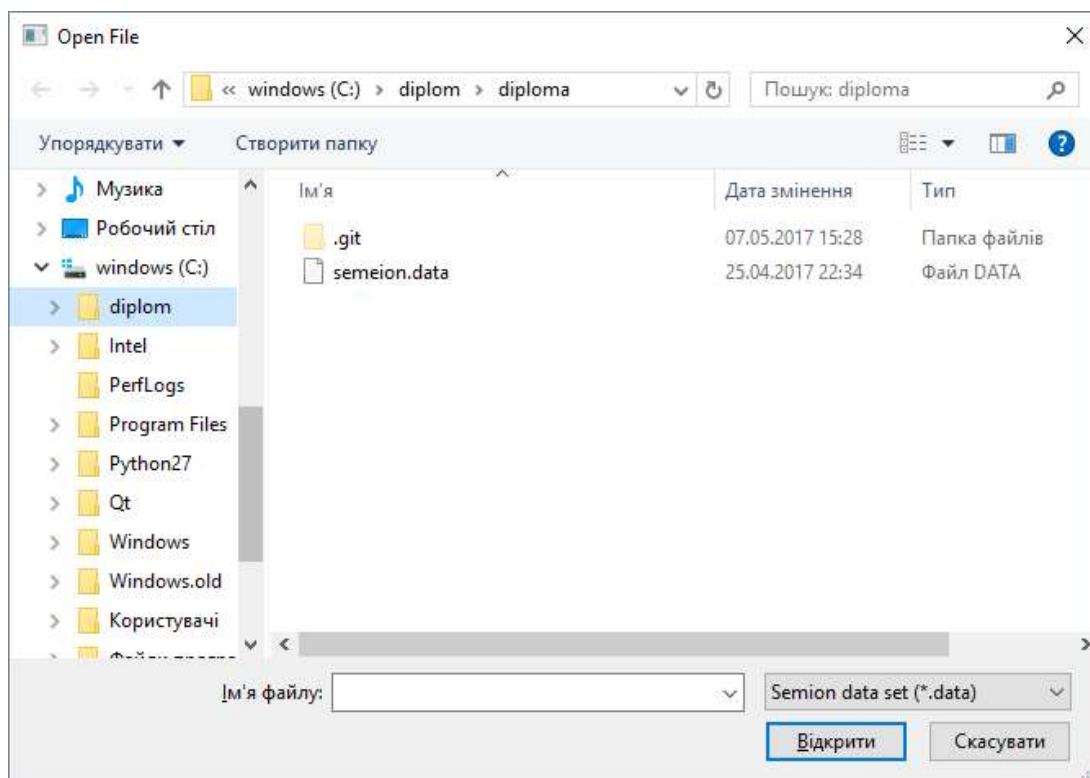 Open File
« windows (C:) › diplom › diploma
Пошук: diploma
Упорядкувати
Створити папку
Музика
Робочий стіл
windows (C:)
diplom
Intel
PerfLogs
Program Files
Python27
Qt
Windows
Windows.old
Користувачі
Ім'я
Дата змінення
Тип
.git
07.05.2017 15:28
Папка файлів
semeion.data
25.04.2017 22:34
Файл DATA
Ім'я файлу:
Semion data set (*.data)
Відкрити
Скасувати